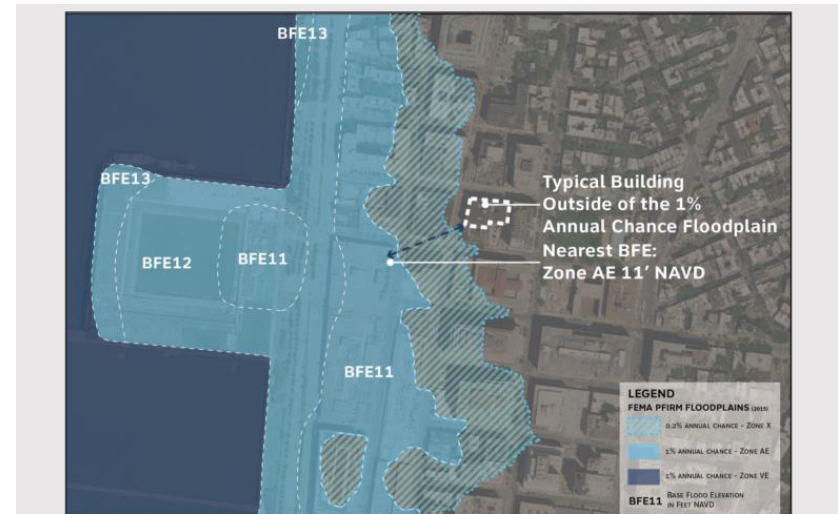 BFE13
BFE13
BFE12
BFE11
Typical Building
Outside of the 1%
Annual Chance Floodplain
Nearest BFE:
Zone AE 11' NAVD
BFE11
LEGEND
FEMA PFIRM FLOODPLAINS (2015)
0.2% ANNUAL CHANCE - ZONE X
1% ANNUAL CHANCE - ZONE AE
1% ANNUAL CHANCE - ZONE VE
BFE11 BASE FLOOD ELEVATION
IN FEET NAVD